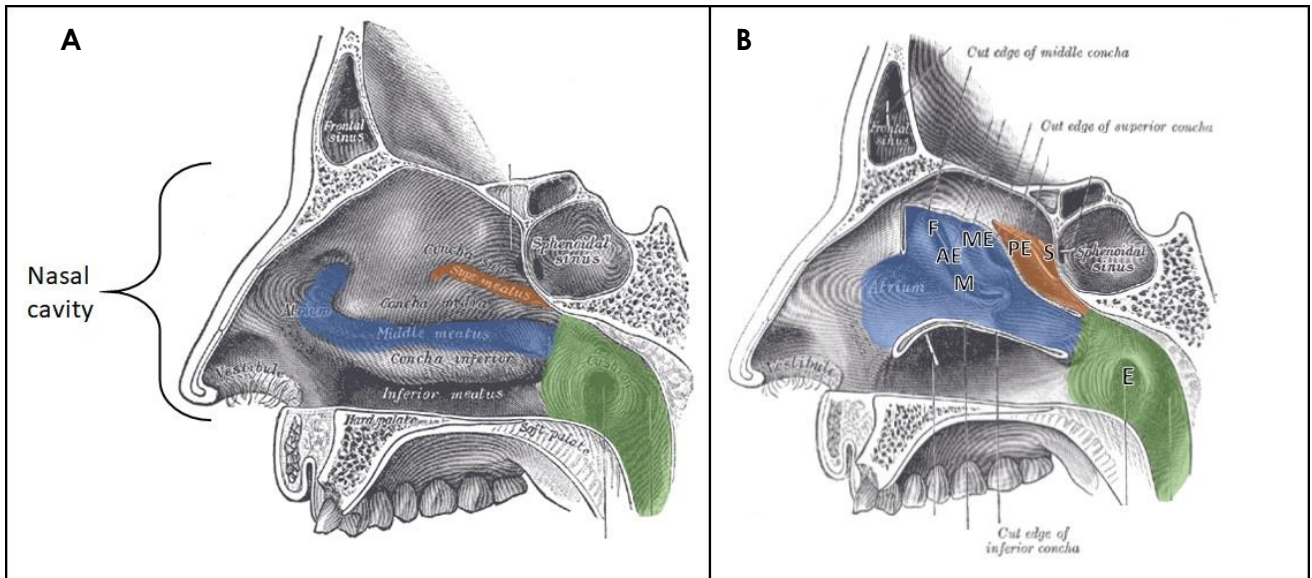 A
Frontal
sinus
Nasal
cavity
Concha
Supr. meatus
Sphenoidal
sinus
Concha media
Atrium
Middle meatus
Concha inferior
Vestibule
Inferior meatus
Hard palate
Soft palate
B
Cut edge of middle concha
Frontal
sinus
Cut edge of superior concha
F
ME
AE
PE
S
M
Sphenoidal
sinus
Atrium
Vestibule
E
Cut edge of
inferior concha